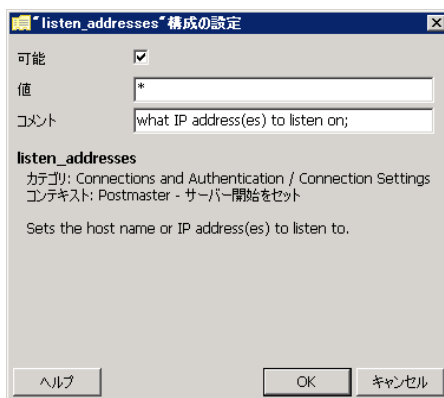 "listen_addresses"構成の設定
可能
値 *
コメント what IP address(es) to listen on;
listen_addresses
カテゴリ: Connections and Authentication / Connection Settings
コンテキスト: Postmaster - サーバー開始をセット
Sets the host name or IP address(es) to listen to.
ヘルプ OK キャンセル